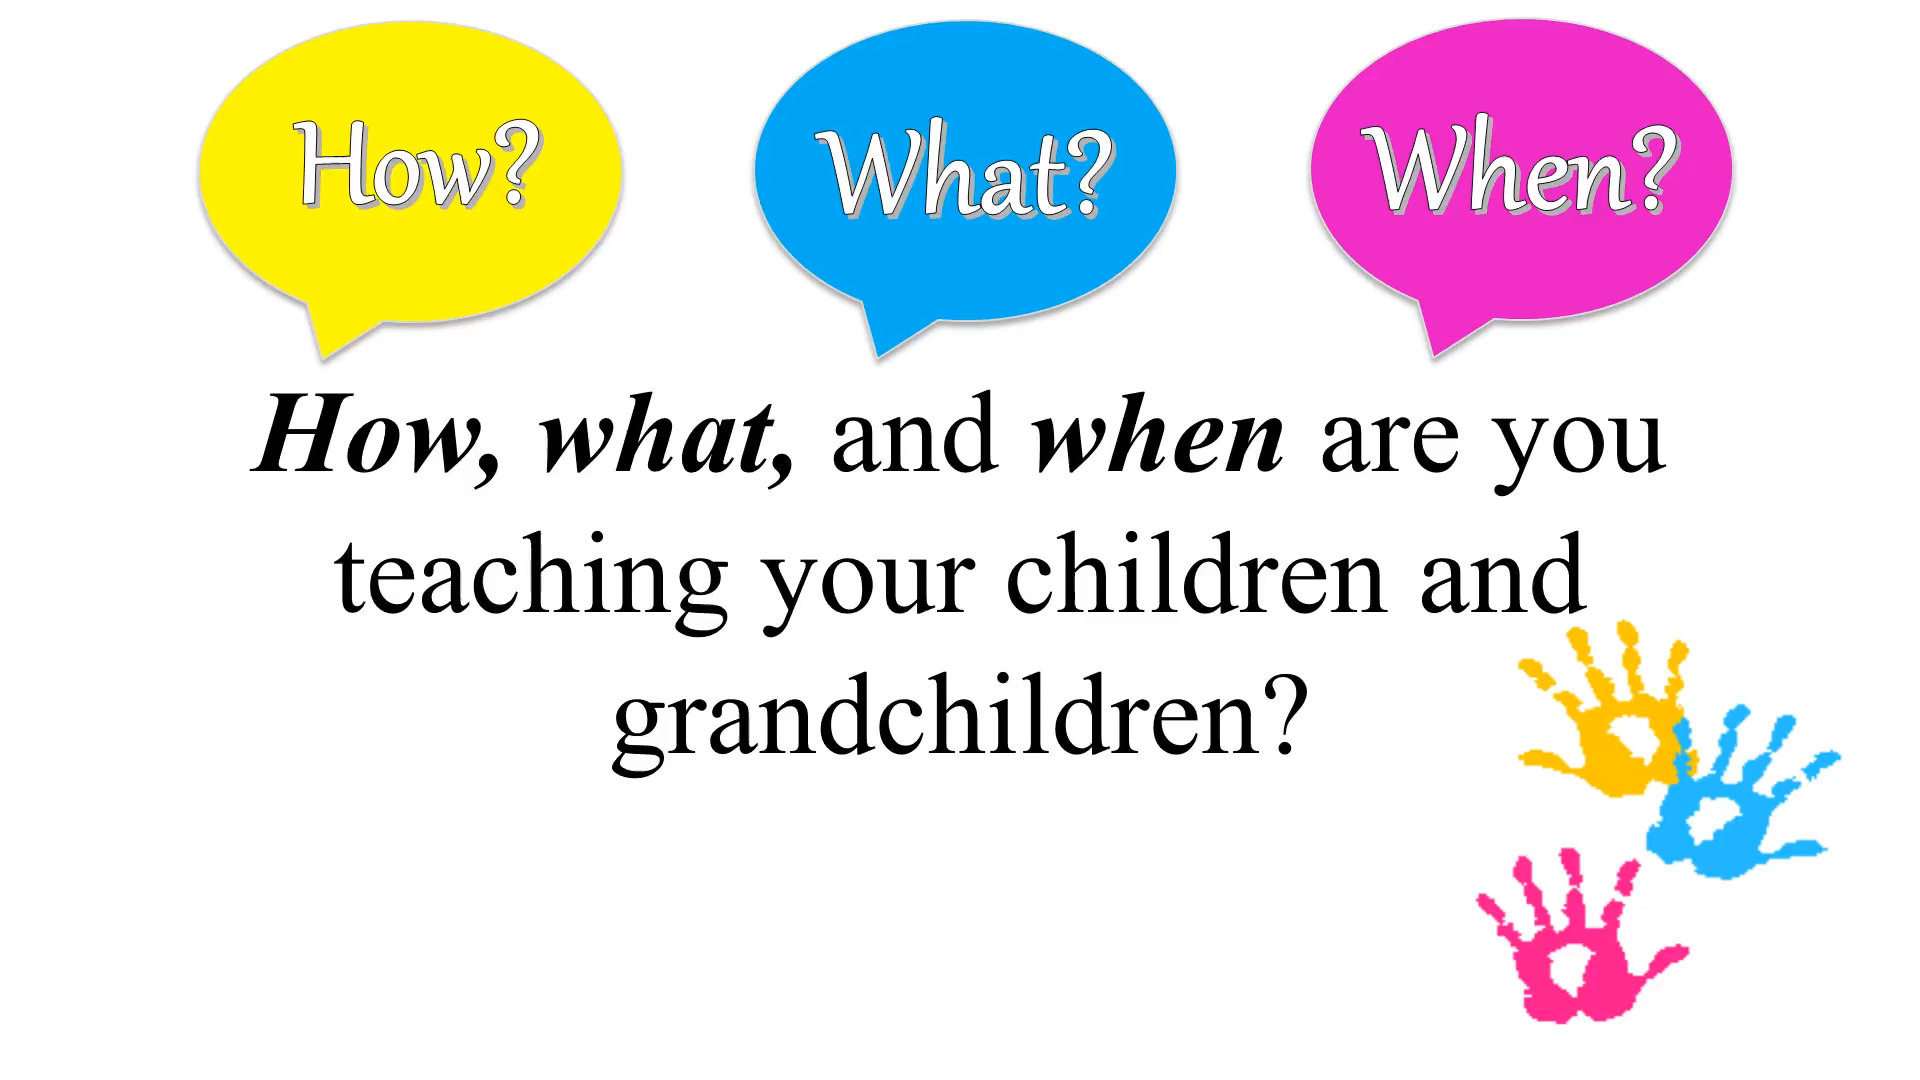 How?
What?
When?
How, what, and when are you
teaching your children and
grandchildren?